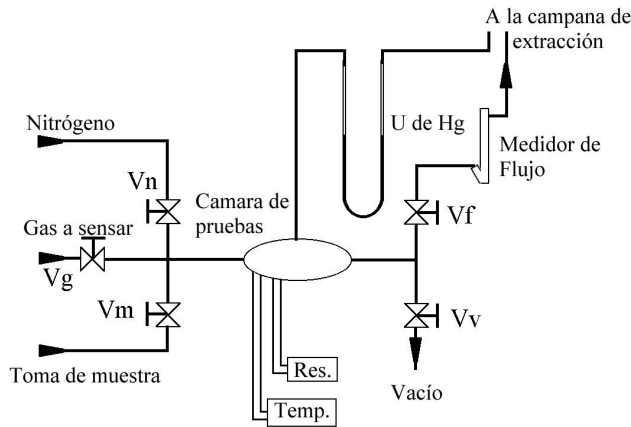 A la campana de
extracción
Nitrógeno
U de Hg
Medidor de
Flujo
Vn
Camara de
pruebas
Vf
Gas a sensar
Vg
Vm
Vv
Toma de muestra
Res.
Vacío
Temp.